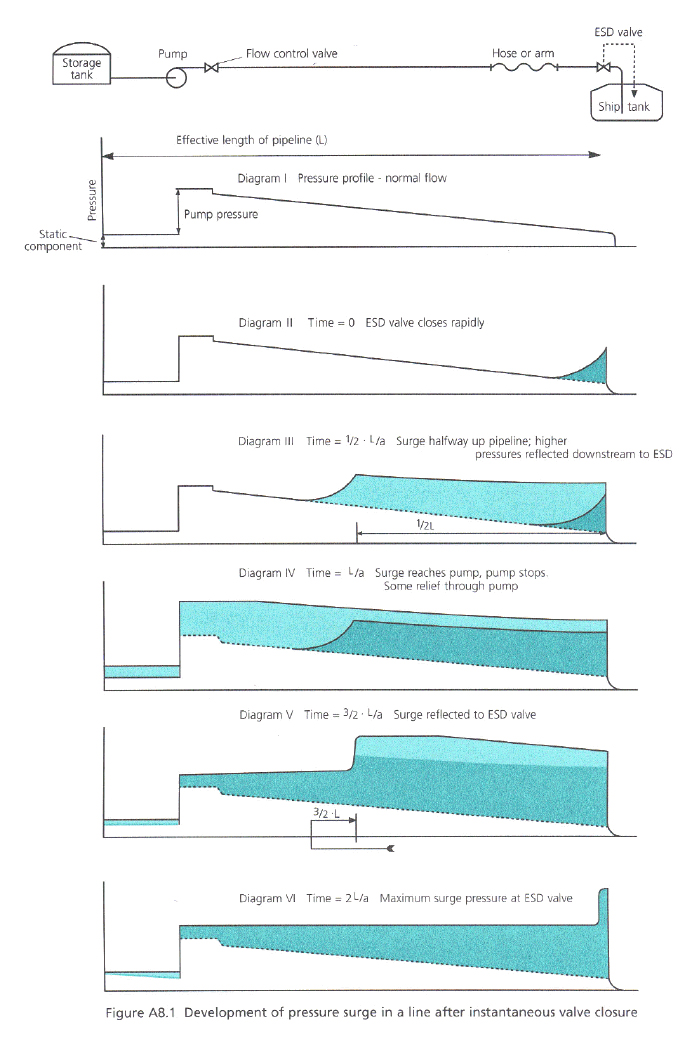 ESD valve
Pump
Flow control valve
Hose or arm
Storage
tank
Ship tank
Effective length of pipeline (L)
Diagram I Pressure profile - normal flow
Pressure
Pump pressure
Static
component
Diagram II Time = 0 ESD valve closes rapidly
Diagram III Time = 1/2 · L/a Surge halfway up pipeline; higher
pressures reflected downstream to ESD
1/2L
Diagram IV Time = L/a Surge reaches pump, pump stops.
Some relief through pump
Diagram V Time = 3/2 · L/a Surge reflected to ESD valve
3/2 ·L
Diagram VI Time = 2L/a Maximum surge pressure at ESD valve
Figure A8.1 Development of pressure surge in a line after instantaneous valve closure